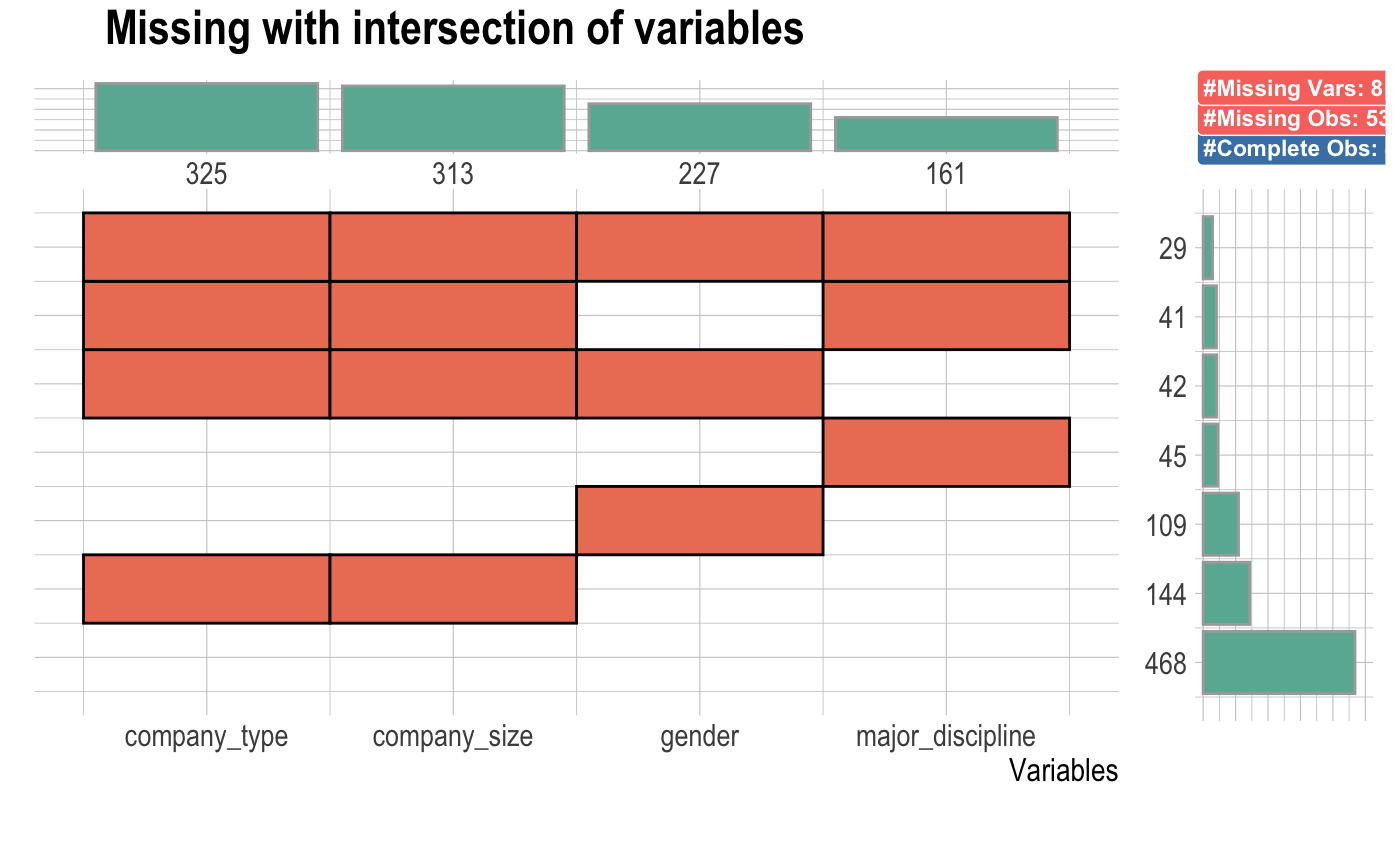 Missing with intersection of variables
#Missing Vars: 8
#Missing Obs:
#Complete Obs:
325 313 227 161
29
41
42
45
109
144
468
company_type company_size gender major_discipline
Variables